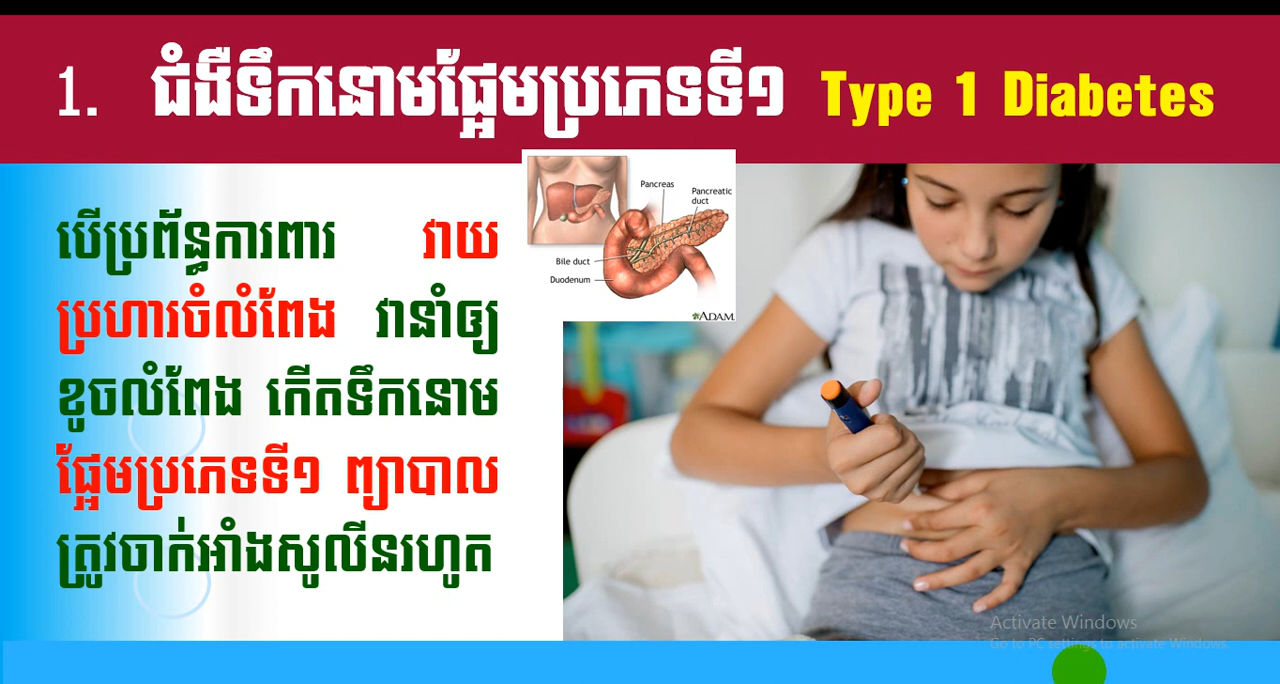 1. ជំងឺទឹកនោមផ្អែមប្រភេទទី១ Type 1 Diabetes
បើប្រព័ន្ធការពារ វាយ
ប្រហារចំលំពែង វានាំឲ្យ
ខូចលំពែង កើតទឹកនោម
ផ្អែមប្រភេទទី១ ព្យាបាល
ត្រូវចាក់អាំងសូលីនរហូត
Pancreas
Pancreatic
duct
Bile duct
Duodenum
ADAM.
Activate Windows
Go to PC settings to activate Windows.